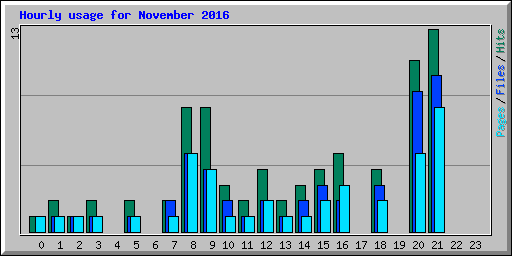 Hourly usage for November 2016
13
Pages/Files/Hits
0 1 2 3 4 5 6 7 8 9 10 11 12 13 14 15 16 17 18 19 20 21 22 23